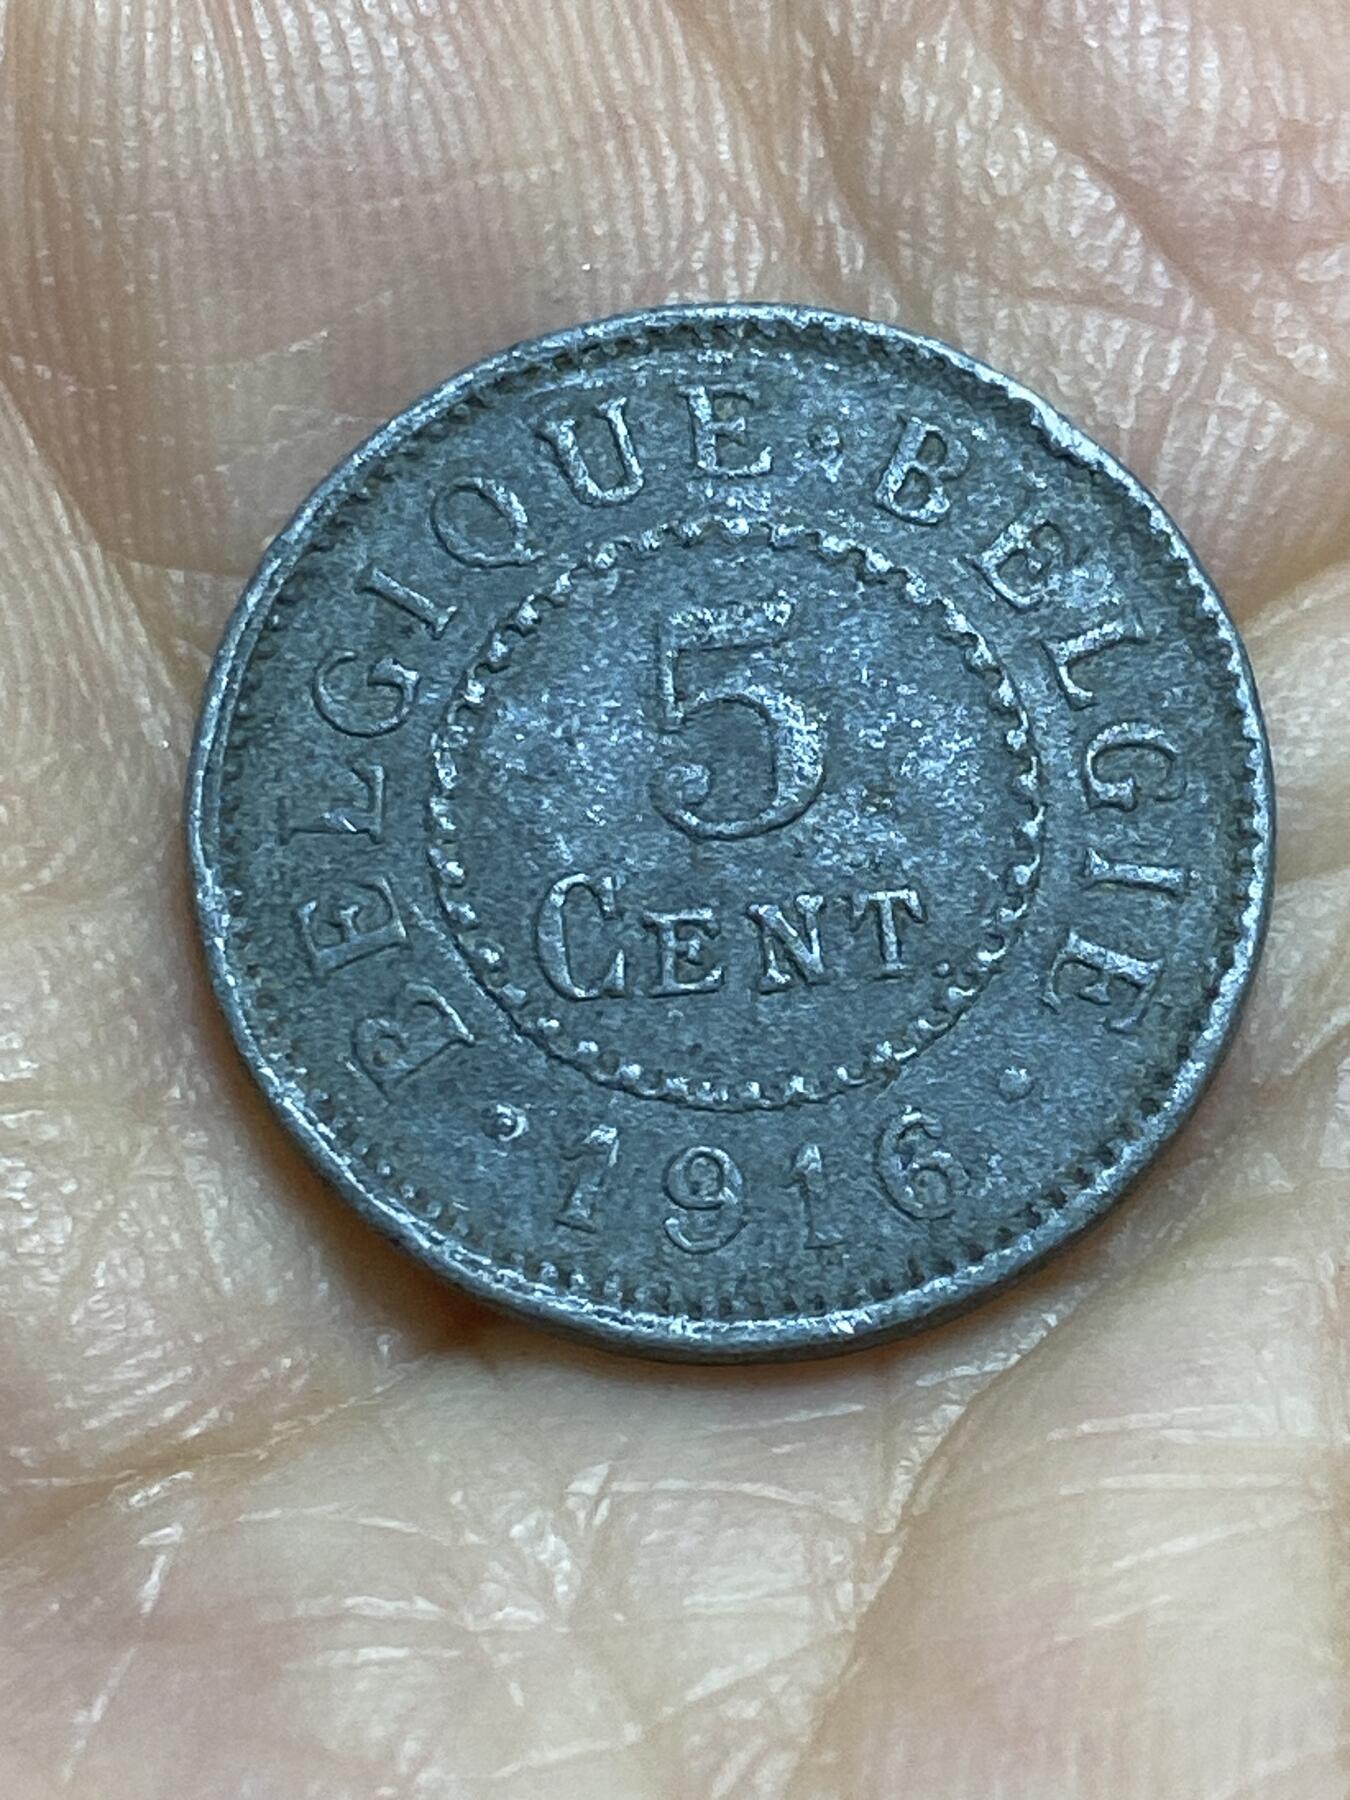 BELGIQUE · BELGIE
5
CENT.
· 1916 ·